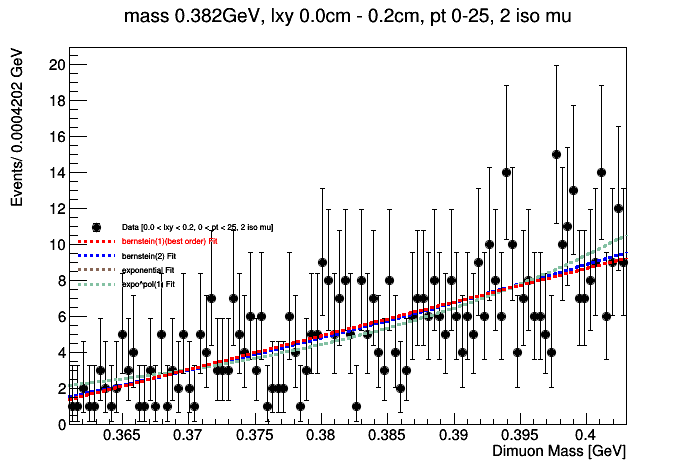 mass 0.382GeV, lxy 0.0cm - 0.2cm, pt 0-25, 2 iso mu
Events/ 0.0004202 GeV
20
18
16
14
12
10
8
6
4
2
0
Data [0.0 < lxy < 0.2, 0 < pt < 25, 2 iso mu]
bernstein(1)(best order) Fit
bernstein(2) Fit
exponential Fit
expo*pol(1) Fit
0.365 0.37 0.375 0.38 0.385 0.39 0.395 0.4
Dimuon Mass [GeV]